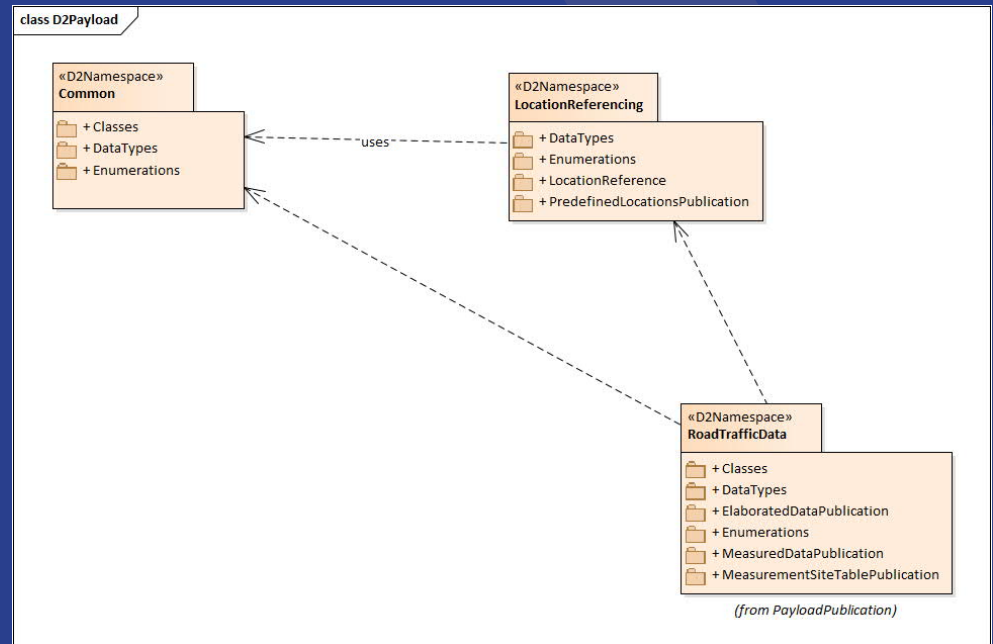 class D2Payload
«D2Namespace»
Common
+ Classes
+ DataTypes
+ Enumerations
uses
«D2Namespace»
LocationReferencing
+ DataTypes
+ Enumerations
+ LocationReference
+ PredefinedLocationsPublication
«D2Namespace»
RoadTrafficData
+ Classes
+ DataTypes
+ ElaboratedDataPublication
+ Enumerations
+ MeasuredDataPublication
+ MeasurementSiteTablePublication
(from PayloadPublication)